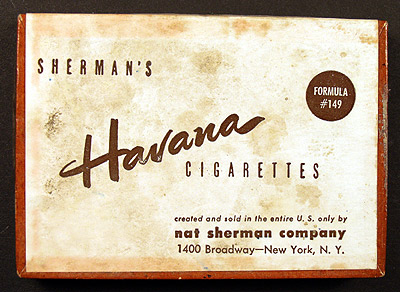 SHERMAN'S
FORMULA
#149
Havana
CIGARETTES
created and sold in the entire U. S. only by
nat sherman company
1400 Broadway—New York, N. Y.